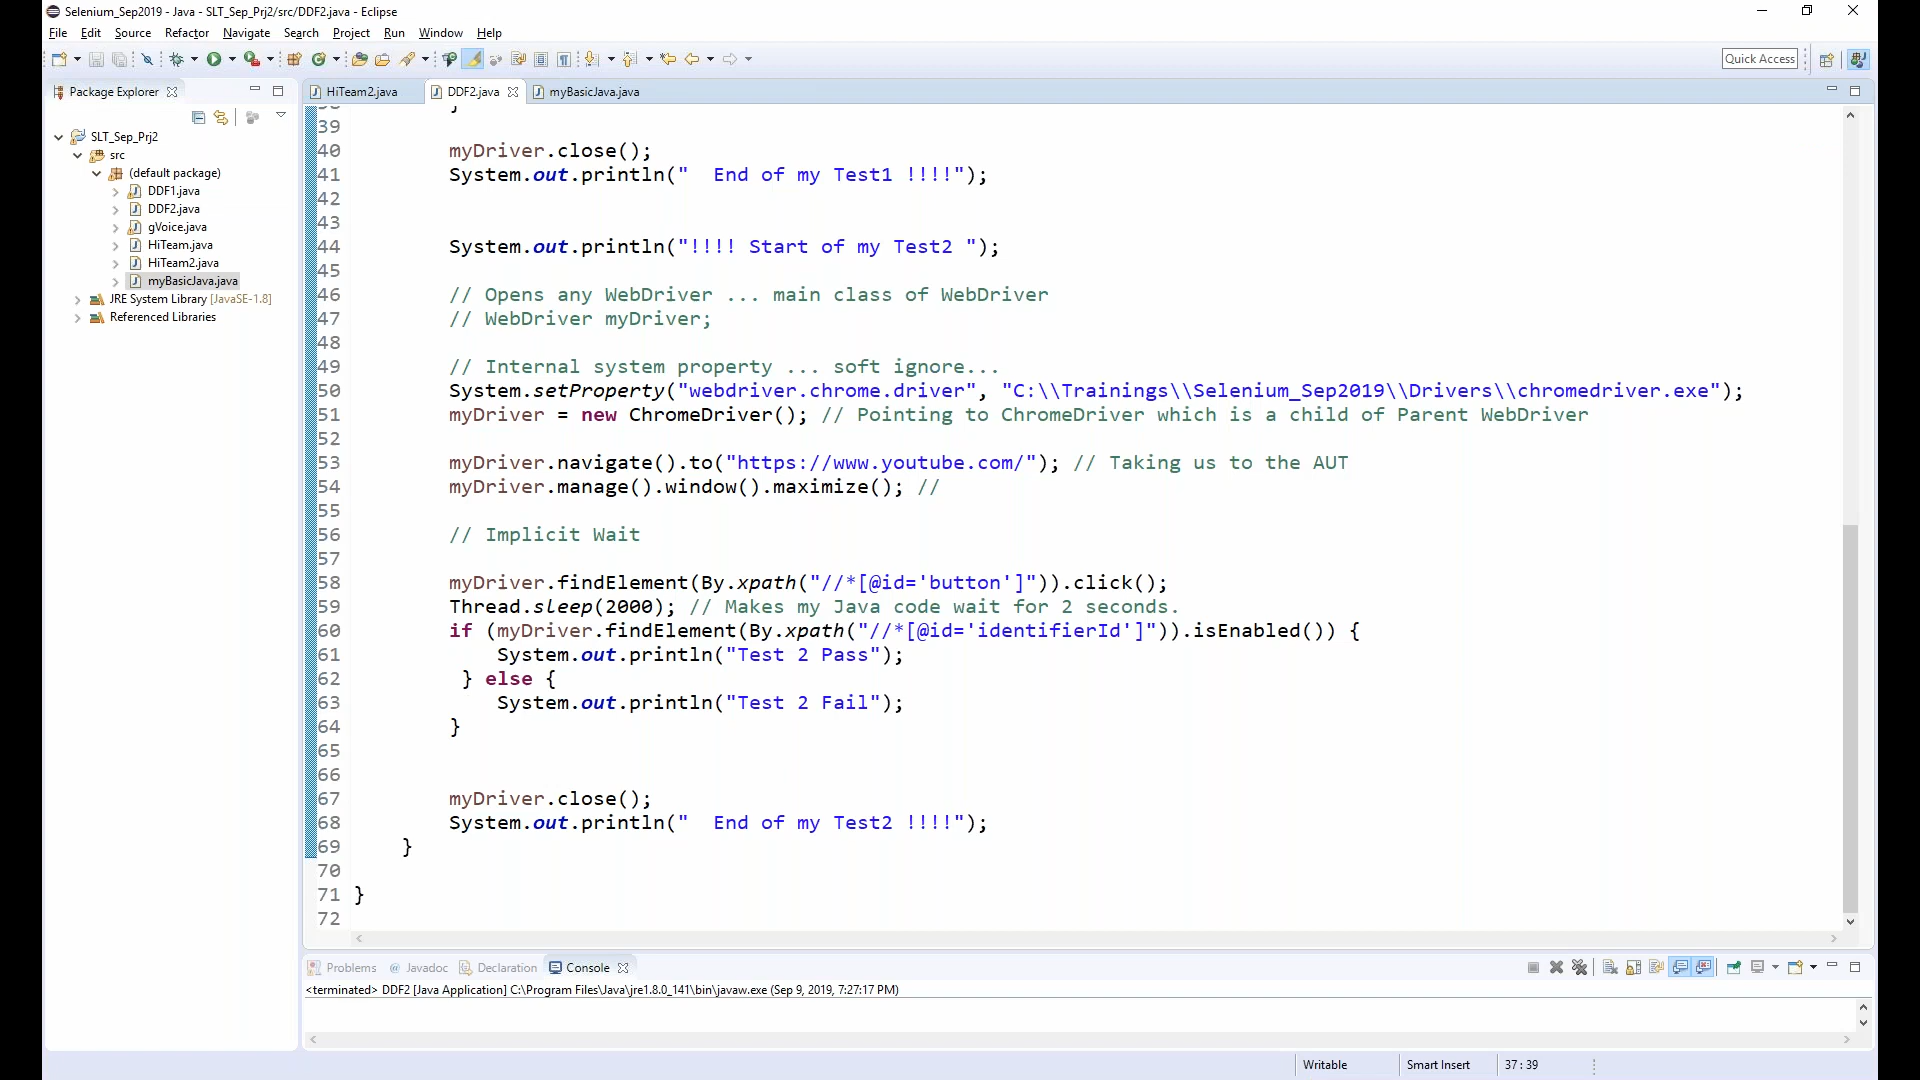 Selenium_Sep2019 - Java - SLT_Sep_Prj2/src/DDF2.java - Eclipse
File Edit Source Refactor Navigate Search Project Run Window Help
Quick Access
Package Explorer
HiTeam2.java DDF2.java myBasicJava.java
SLT_Sep_Prj2
src
(default package)
DDF1.java
DDF2.java
gVoice.java
HiTeam.java
HiTeam2.java
myBasicJava.java
JRE System Library [JavaSE-1.8]
Referenced Libraries
38 }
39
40 myDriver.close();
41 System.out.println("  End of my Test1 !!!!");
42
43
44 System.out.println("!!!! Start of my Test2 ");
45
46 // Opens any WebDriver ... main class of WebDriver
47 // WebDriver myDriver;
48
49 // Internal system property ... soft ignore...
50 System.setProperty("webdriver.chrome.driver", "C:\\Trainings\\Selenium_Sep2019\\Drivers\\chromedriver.exe");
51 myDriver = new ChromeDriver(); // Pointing to ChromeDriver which is a child of Parent WebDriver
52
53 myDriver.navigate().to("https://www.youtube.com/"); // Taking us to the AUT
54 myDriver.manage().window().maximize(); //
55
56 // Implicit Wait
57
58 myDriver.findElement(By.xpath("//*[@id='button']")).click();
59 Thread.sleep(2000); // Makes my Java code wait for 2 seconds.
60 if (myDriver.findElement(By.xpath("//*[@id='identifierId']")).isEnabled()) {
61 System.out.println("Test 2 Pass");
62 } else {
63 System.out.println("Test 2 Fail");
64 }
65
66
67 myDriver.close();
68 System.out.println("  End of my Test2 !!!!");
69 }
70
71 }
72
Problems @ Javadoc Declaration Console
<terminated> DDF2 [Java Application] C:\Program Files\Java\jre1.8.0_141\bin\javaw.exe (Sep 9, 2019, 7:27:17 PM)
Writable Smart Insert 37 : 39